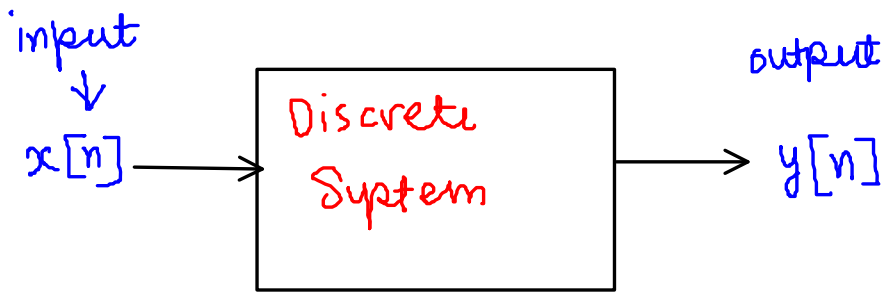 input
output
x[n]
Discrete
System
y[n]